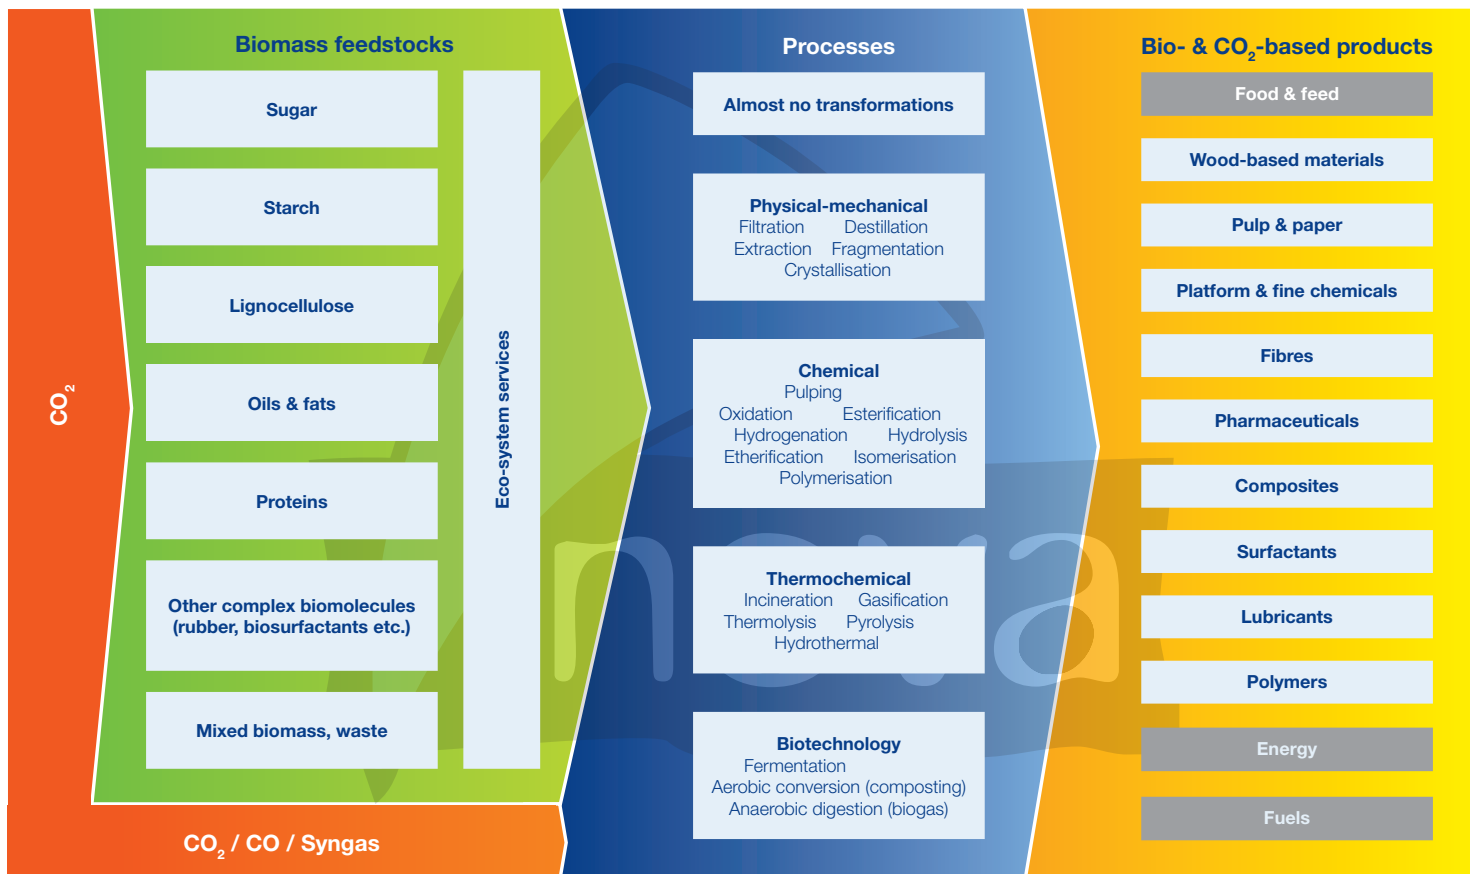 CO2
Biomass feedstocks
Sugar
Starch
Lignocellulose
Oils & fats
Proteins
Other complex biomolecules
(rubber, biosurfactants etc.)
Mixed biomass, waste
Eco-system services
CO2 / CO / Syngas
Processes
Almost no transformations
Physical-mechanical
Filtration Destillation
Extraction Fragmentation
Crystallisation
Chemical
Pulping
Oxidation Esterification
Hydrogenation Hydrolysis
Etherification Isomerisation
Polymerisation
Thermochemical
Incineration Gasification
Thermolysis Pyrolysis
Hydrothermal
Biotechnology
Fermentation
Aerobic conversion (composting)
Anaerobic digestion (biogas)
Bio- & CO2-based products
Food & feed
Wood-based materials
Pulp & paper
Platform & fine chemicals
Fibres
Pharmaceuticals
Composites
Surfactants
Lubricants
Polymers
Energy
Fuels
nova